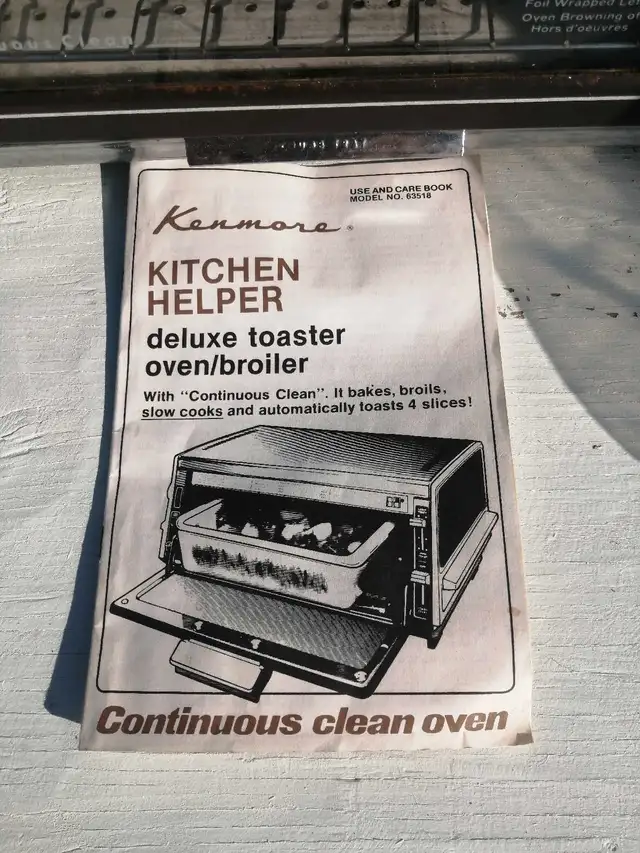 Foil Wrapped
Oven Browning of
Hors d'oeuvres
Clean
USE AND CARE BOOK
MODEL NO. 63518
Kenmore®
KITCHEN
HELPER
deluxe toaster
oven/broiler
With "Continuous Clean". It bakes, broils,
slow cooks and automatically toasts 4 slices!
Continuous clean oven